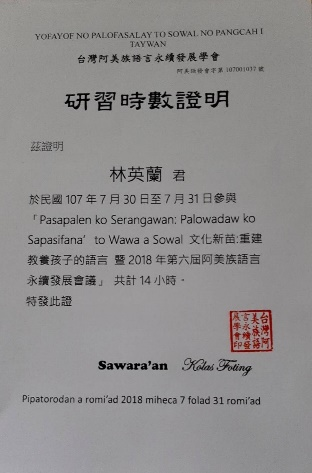 YOFAYOF NO PALOFASALAY TO SOWAL NO PANGCAH I
TAYWAN
台灣阿美族語言永續發展學會
阿美族證會字第 107001037 號
研習時數證明
茲證明
林英蘭 君
於民國 107 年 7 月 30 日至 7 月 31 日參與
「Pasapalen ko Serangawan: Palowadaw ko
Sapasifana’ to Wawa a Sowal 文化新苗:重建
教養孩子的語言 暨 2018 年第六屆阿美族語言
永續發展會議」 共計 14 小時。
特發此證
台灣阿
美族語
言永續發
展學會印
Sawara'an Kolas Foting
Pipatorodan a romi’ad 2018 miheca 7 folad 31 romi’ad